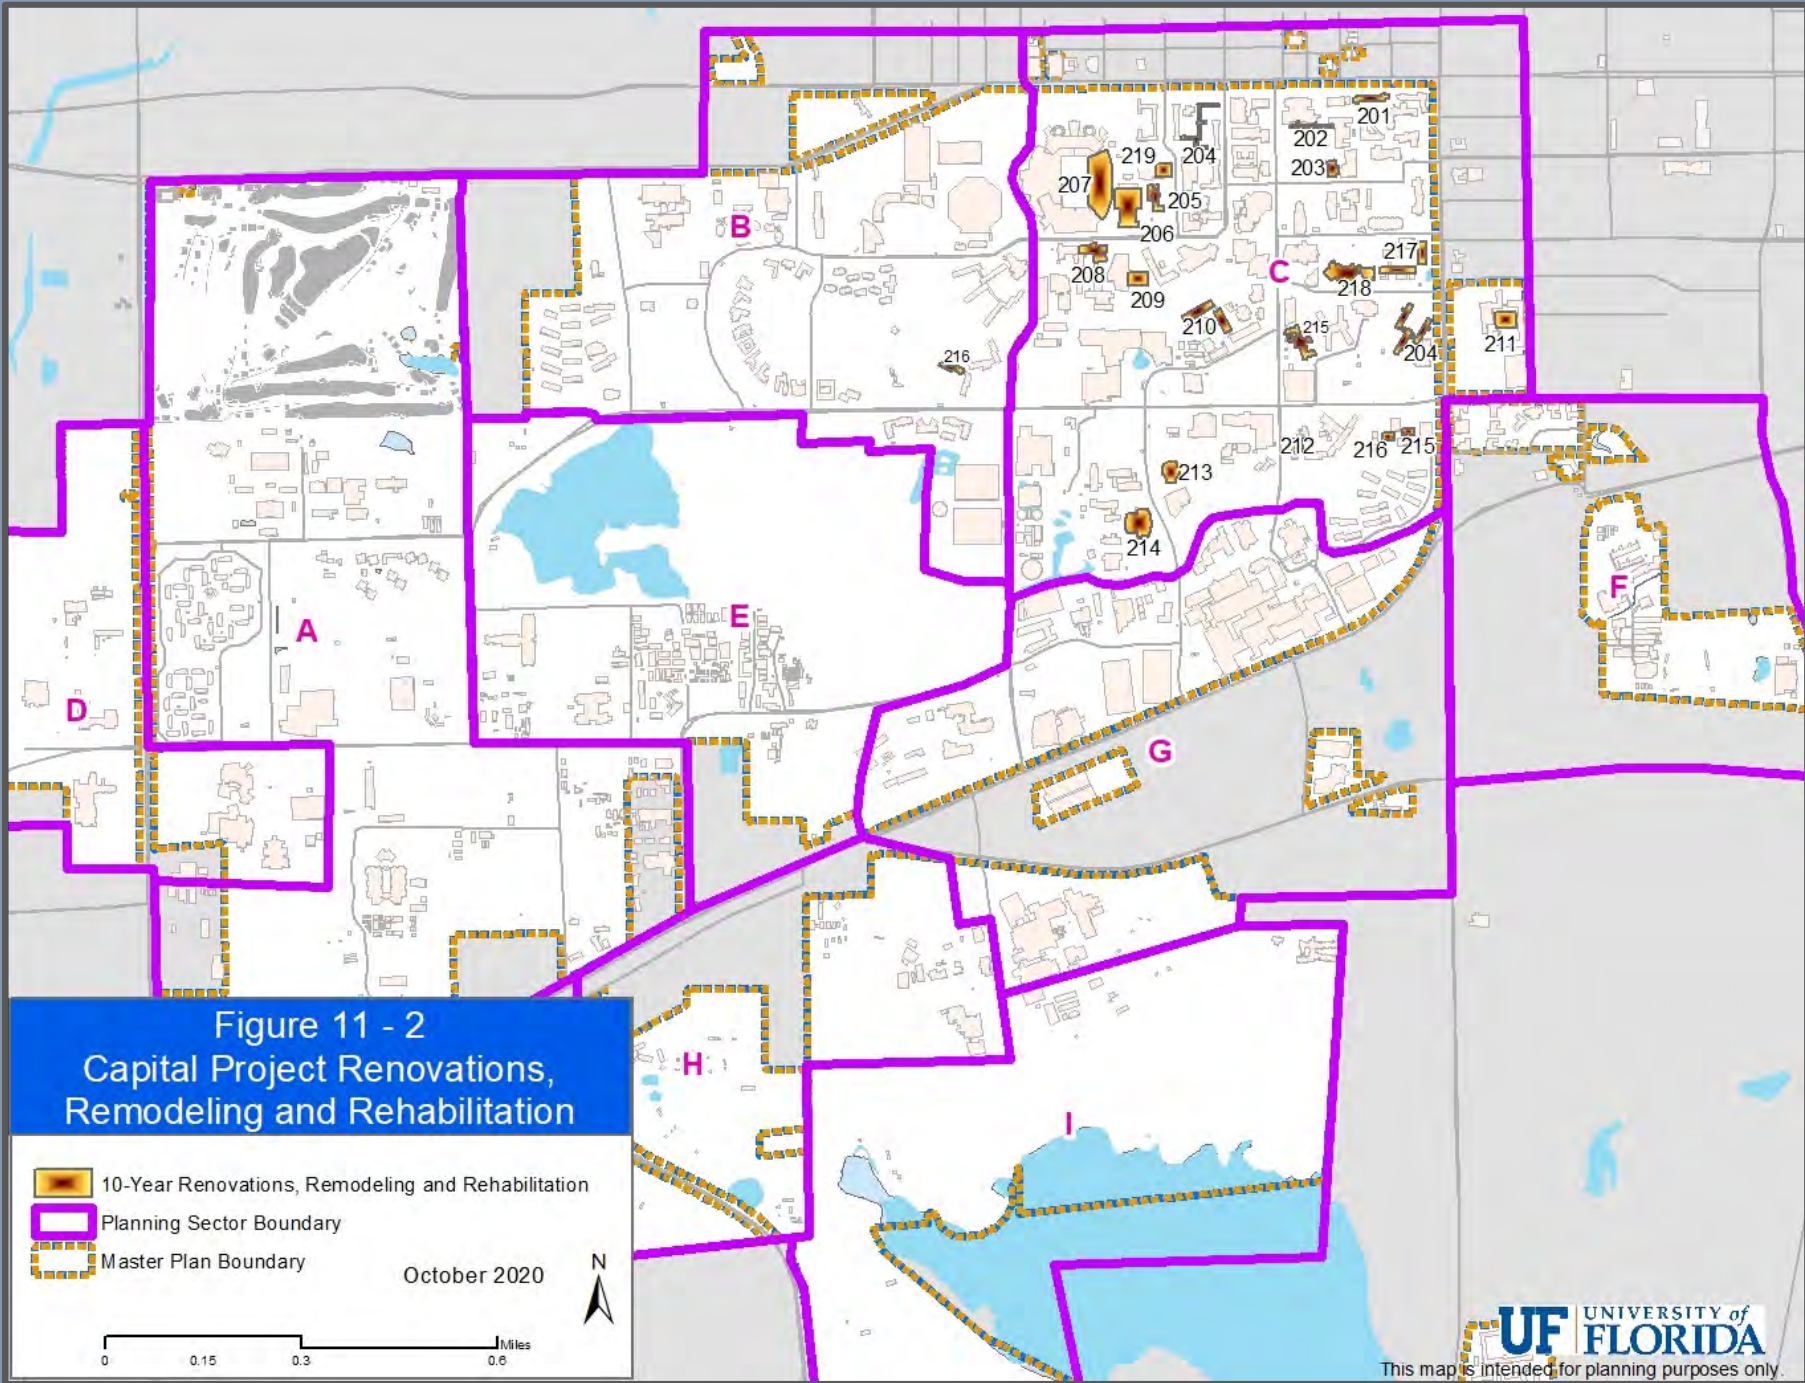 201
202
219
204
203
207
205
206
B
217
208
C
218
209
210
215
211
204
216
212
216
215
213
214
F
E
A
D
G
Figure 11 - 2
Capital Project Renovations,
Remodeling and Rehabilitation
H
I
10-Year Renovations, Remodeling and Rehabilitation
Planning Sector Boundary
Master Plan Boundary
October 2020
N
Miles
0 0.15 0.3 0.6
UF UNIVERSITY of
FLORIDA
This map is intended for planning purposes only.